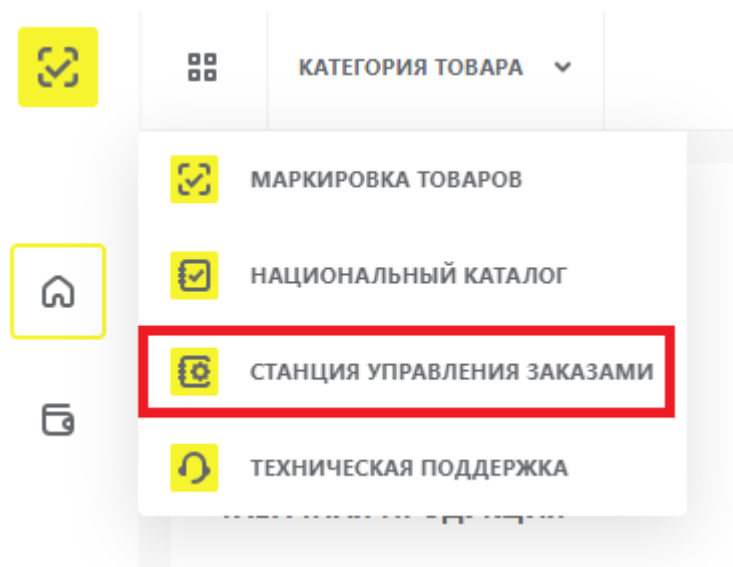 КАТЕГОРИЯ ТОВАРА
МАРКИРОВКА ТОВАРОВ
НАЦИОНАЛЬНЫЙ КАТАЛОГ
СТАНЦИЯ УПРАВЛЕНИЯ ЗАКАЗАМИ
ТЕХНИЧЕСКАЯ ПОДДЕРЖКА